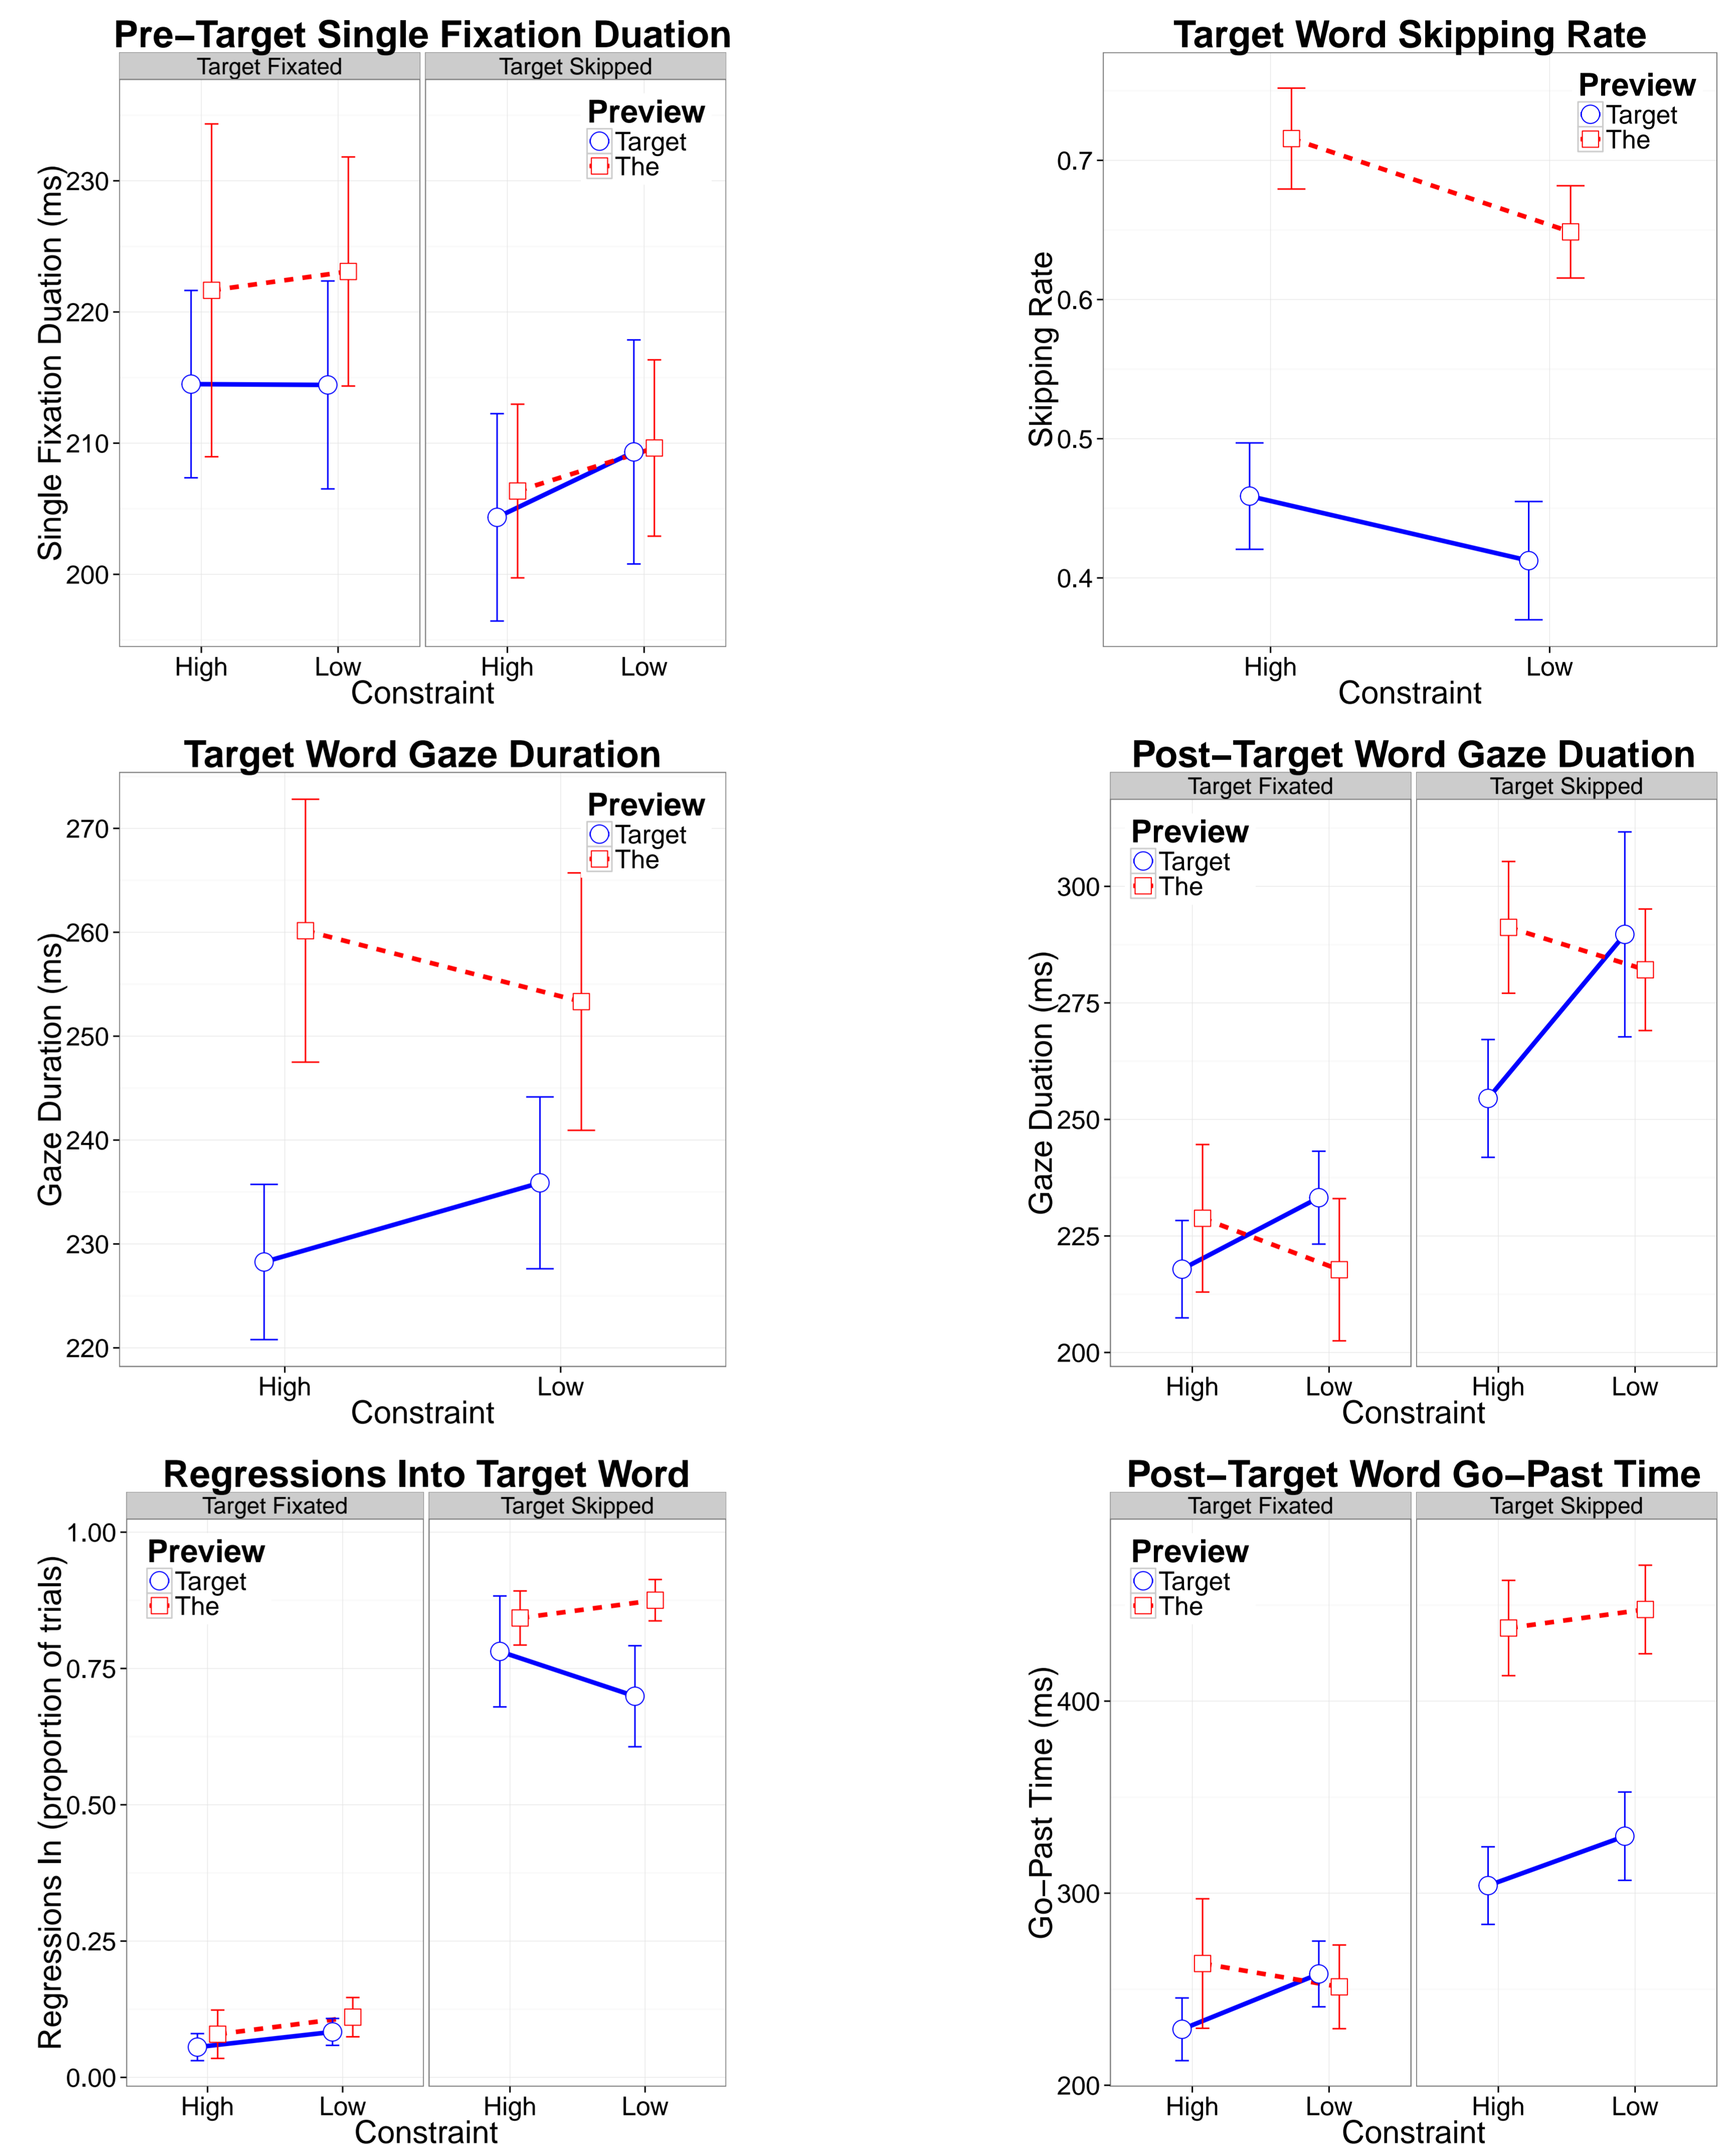 Pre–Target Single Fixation Duation
Target Fixated
Target Skipped
Preview
Target
The
Single Fixation Duation (ms)
230
220
210
200
High
Low
High
Low
Constraint
Target Word Skipping Rate
Preview
Target
The
Skipping Rate
0.7
0.6
0.5
0.4
High
Low
Constraint
Target Word Gaze Duration
Preview
Target
The
Gaze Duration (ms)
270
260
250
240
230
220
High
Low
Constraint
Post–Target Word Gaze Duation
Target Fixated
Target Skipped
Preview
Target
The
Gaze Duation (ms)
300
275
250
225
200
High
Low
High
Low
Constraint
Regressions Into Target Word
Target Fixated
Target Skipped
Preview
Target
The
Regressions In (proportion of trials)
1.00
0.75
0.50
0.25
0.00
High
Low
High
Low
Constraint
Post–Target Word Go–Past Time
Target Fixated
Target Skipped
Preview
Target
The
Go–Past Time (ms)
400
300
200
High
Low
High
Low
Constraint